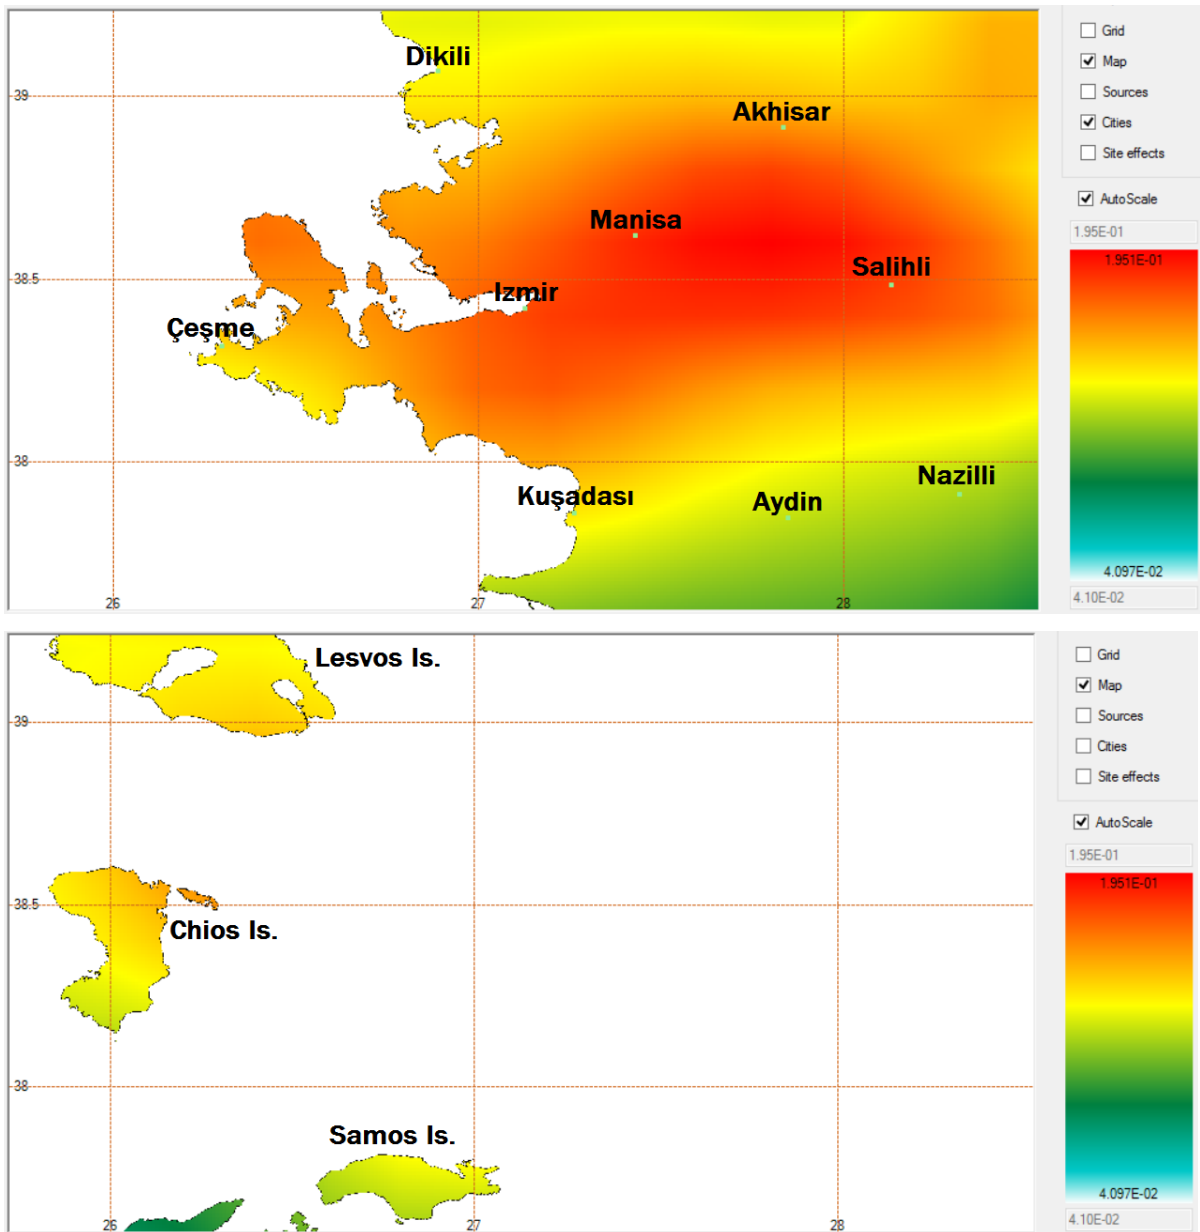 Dikili
39
Akhisar
Manisa
38.5
Salihli
Izmir
Çeşme
38
Nazilli
Kuşadası
Aydin
26
27
28
Grid
Map
Sources
Cities
Site effects
AutoScale
1.95E-01
1.951E-01
4.097E-02
4.10E-02
Lesvos Is.
39
38.5
Chios Is.
38
Samos Is.
26
27
28
Grid
Map
Sources
Cities
Site effects
AutoScale
1.95E-01
1.951E-01
4.097E-02
4.10E-02